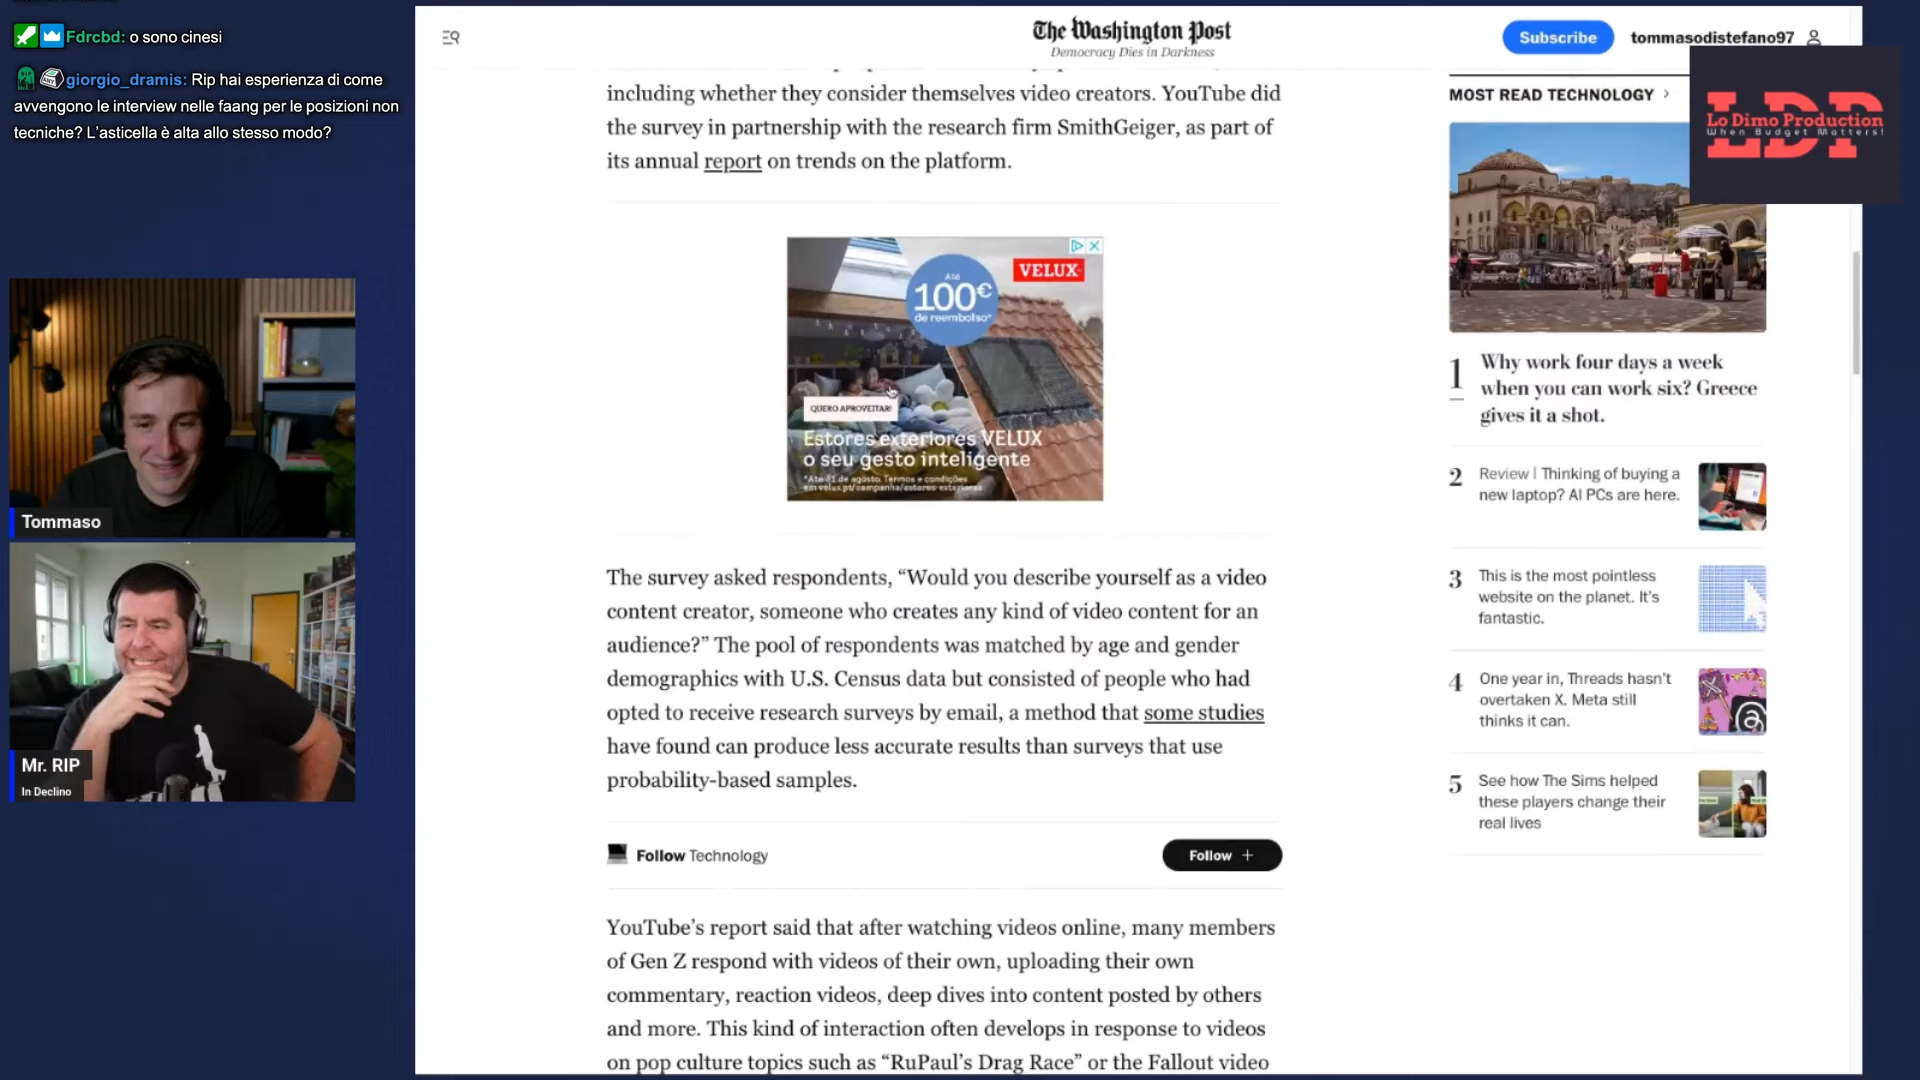 Fdrcbd: o sono cinesi
giorgio_dramis: Rip hai esperienza di come
avvengono le interview nelle faang per le posizioni non
tecniche? L'asticella è alta allo stesso modo?
Tommaso
Mr. RIP
In Declino
The Washington Post
Democracy Dies in Darkness
Subscribe
tommasodistefano97
LDP
Lo Dimo Production
When Budget Matters!
including whether they consider themselves video creators. YouTube did
the survey in partnership with the research firm SmithGeiger, as part of
its annual report on trends on the platform.
Até
100€
de reembolso*
VELUX
QUERO APROVEITAR!
Estores exteriores VELUX
o seu gesto inteligente
*Até 31 de agosto. Termos e condições
em velux.pt/campanha/estores-exteriores
The survey asked respondents, “Would you describe yourself as a video
content creator, someone who creates any kind of video content for an
audience?” The pool of respondents was matched by age and gender
demographics with U.S. Census data but consisted of people who had
opted to receive research surveys by email, a method that some studies
have found can produce less accurate results than surveys that use
probability-based samples.
Follow Technology
Follow +
YouTube’s report said that after watching videos online, many members
of Gen Z respond with videos of their own, uploading their own
commentary, reaction videos, deep dives into content posted by others
and more. This kind of interaction often develops in response to videos
on pop culture topics such as “RuPaul’s Drag Race” or the Fallout video
MOST READ TECHNOLOGY
1
Why work four days a week
when you can work six? Greece
gives it a shot.
2
Review | Thinking of buying a
new laptop? AI PCs are here.
3
This is the most pointless
website on the planet. It’s
fantastic.
4
One year in, Threads hasn’t
overtaken X. Meta still
thinks it can.
5
See how The Sims helped
these players change their
real lives